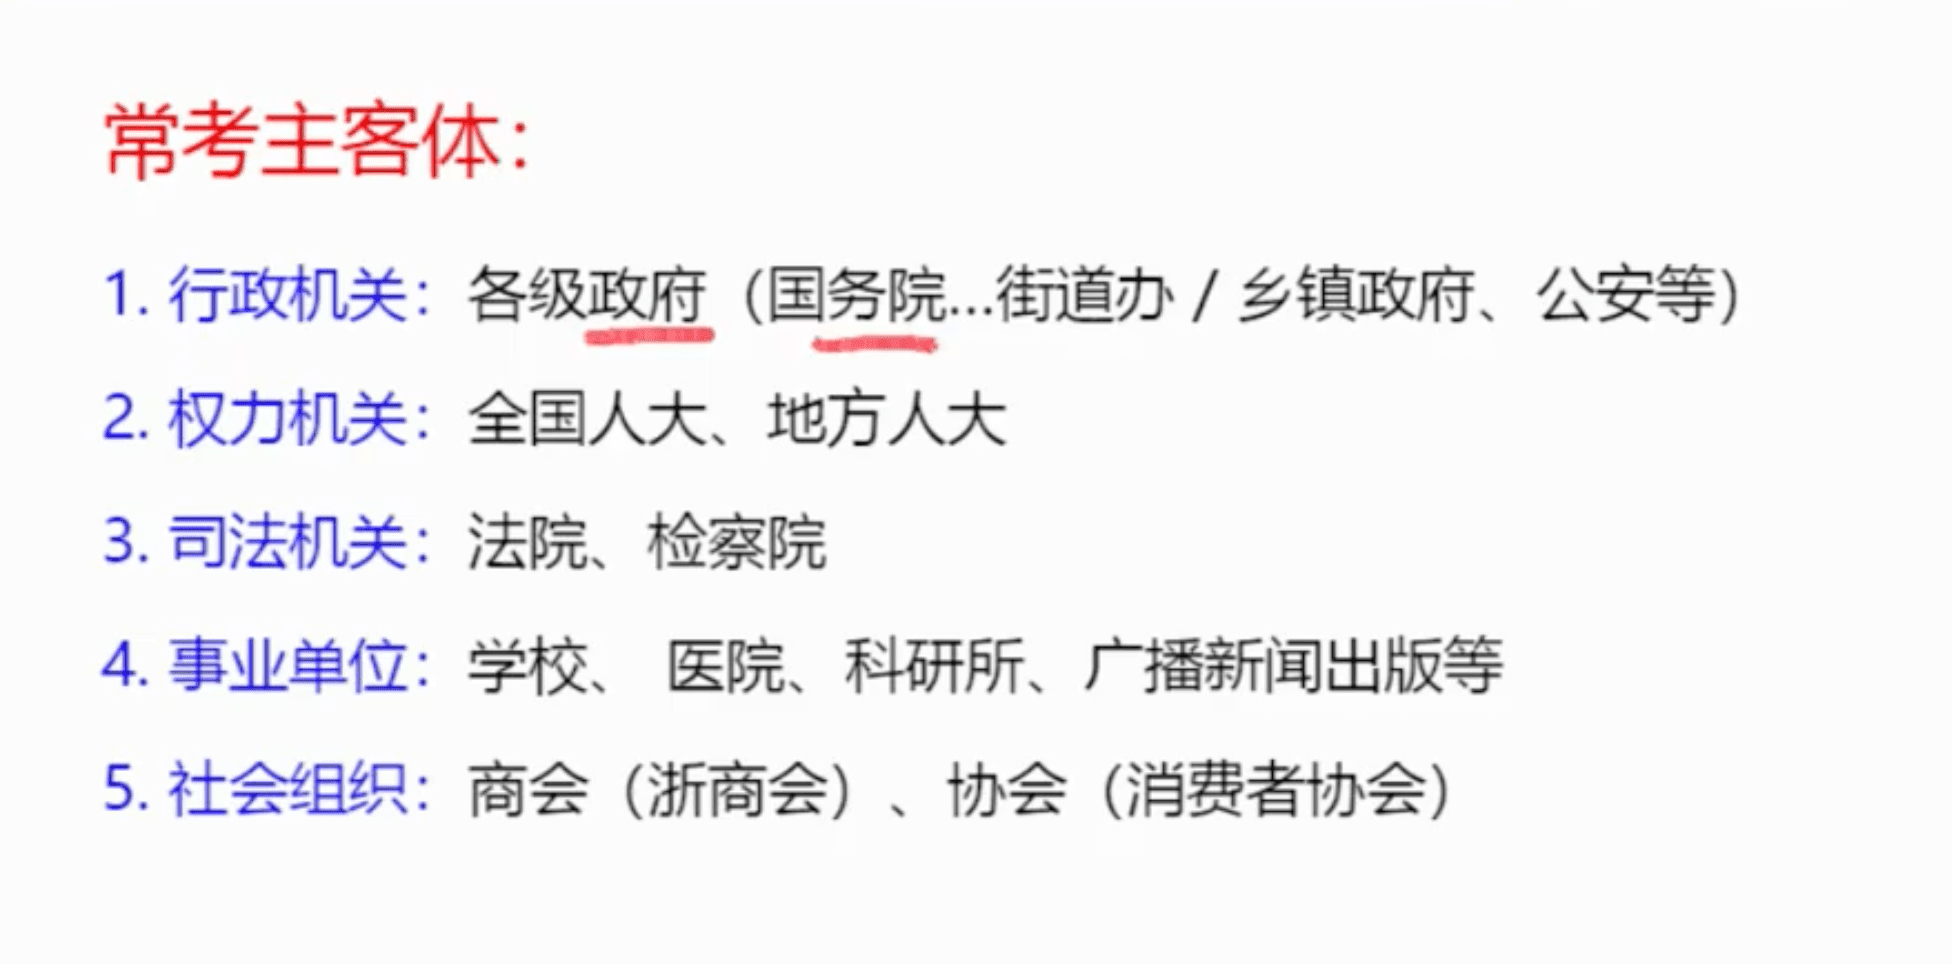 常考主客体：
1. 行政机关：各级政府（国务院...街道办 / 乡镇政府、公安等）
2. 权力机关：全国人大、地方人大
3. 司法机关：法院、检察院
4. 事业单位：学校、 医院、科研所、广播新闻出版等
5. 社会组织：商会（浙商会）、协会（消费者协会）